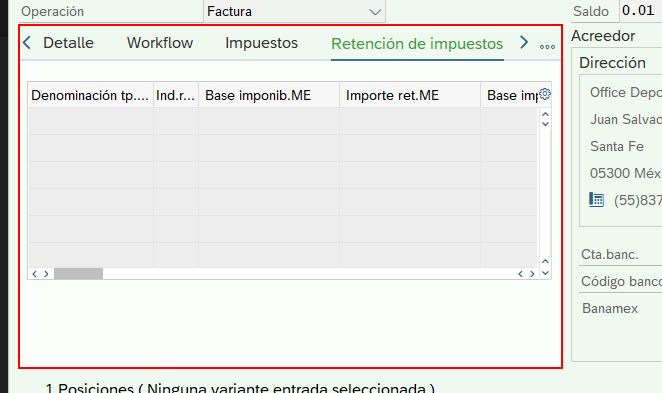 Operación Factura Saldo 0.01
Detalle Workflow Impuestos Retención de impuestos
Denominación tp.... Ind.r... Base imponib.ME Importe ret.ME Base imp
Acreedor
Dirección
Office Depo
Juan Salvad
Santa Fe
05300 Méx
(55)837
Cta.banc.
Código banco
Banamex
1 Posiciones ( Ninguna variante entrada seleccionada )